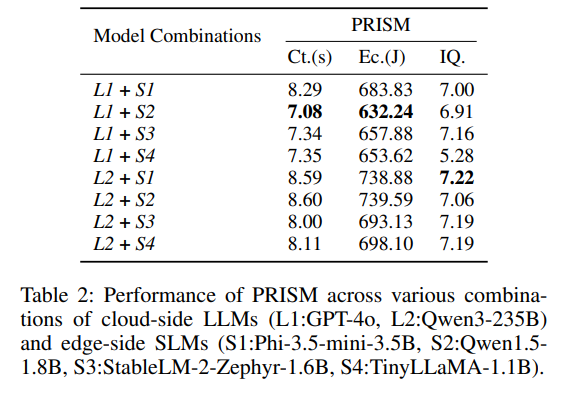 Model Combinations PRISM
Ct.(s) Ec.(J) IQ.
L1 + S1 8.29 683.83 7.00
L1 + S2 7.08 632.24 6.91
L1 + S3 7.34 657.88 7.16
L1 + S4 7.35 653.62 5.28
L2 + S1 8.59 738.88 7.22
L2 + S2 8.60 739.59 7.06
L2 + S3 8.00 693.13 7.19
L2 + S4 8.11 698.10 7.19
Table 2: Performance of PRISM across various combina-
tions of cloud-side LLMs (L1:GPT-4o, L2:Qwen3-235B)
and edge-side SLMs (S1:Phi-3.5-mini-3.5B, S2:Qwen1.5-
1.8B, S3:StableLM-2-Zephyr-1.6B, S4:TinyLLaMA-1.1B).